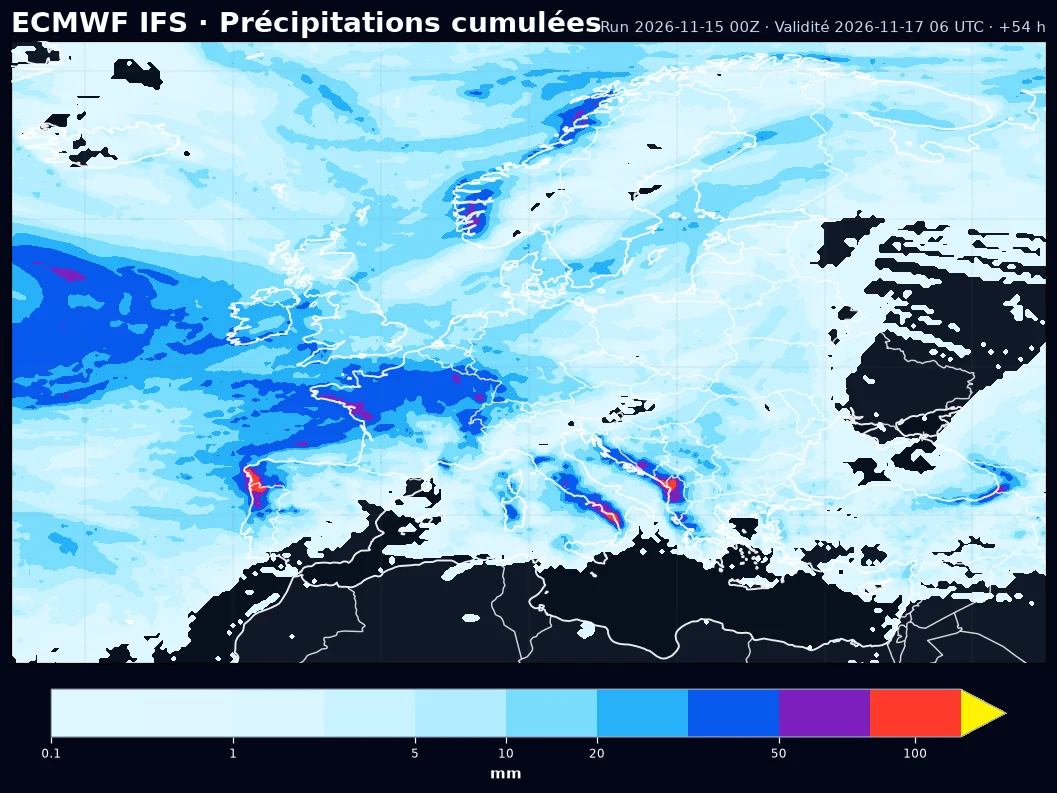 ECMWF IFS · Précipitations cumulées
Run 2026-11-15 00Z · Validité 2026-11-17 06 UTC · +54 h
0.1 1 5 10 20 50 100
mm